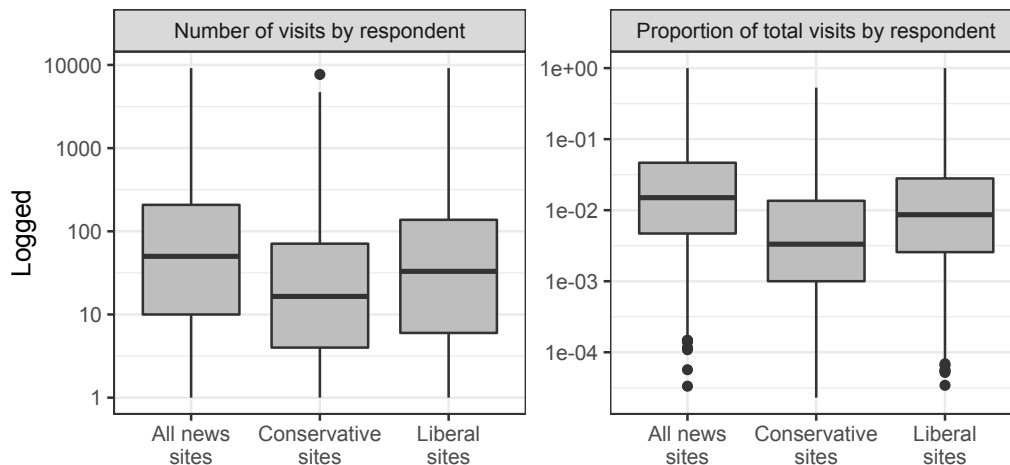 Number of visits by respondent
Proportion of total visits by respondent
Logged
10000
1000
100
10
1
1e+00
1e-01
1e-02
1e-03
1e-04
All news
sites
Conservative
sites
Liberal
sites
All news
sites
Conservative
sites
Liberal
sites